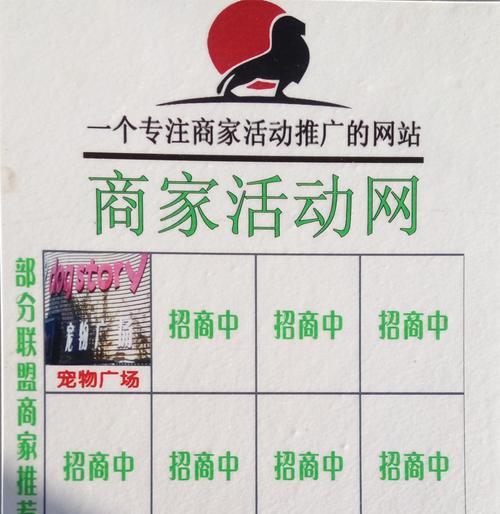 一个专注商家活动推广的网站
商家活动网
部分联盟商家推荐
dog story
宠物广场
宠物广场
招商中
招商中
招商中
招商中
招商中
招商中
招商中